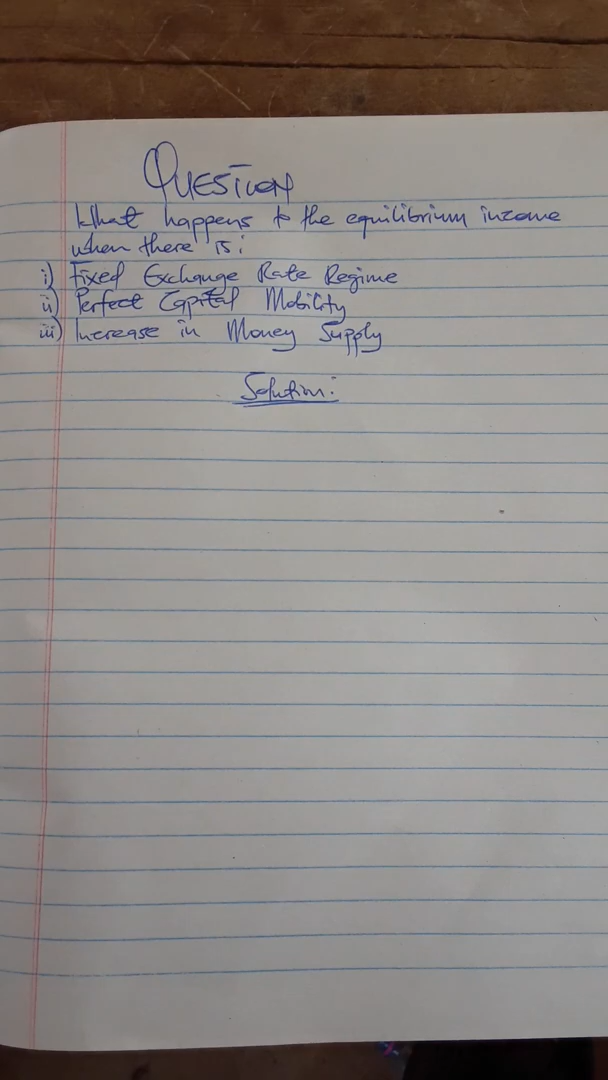 QUESTION
What happens to the equilibrium income
when there is:
i) Fixed Exchange Rate Regime
ii) Perfect Capital Mobility
iii) Increase in Money Supply
Solution: